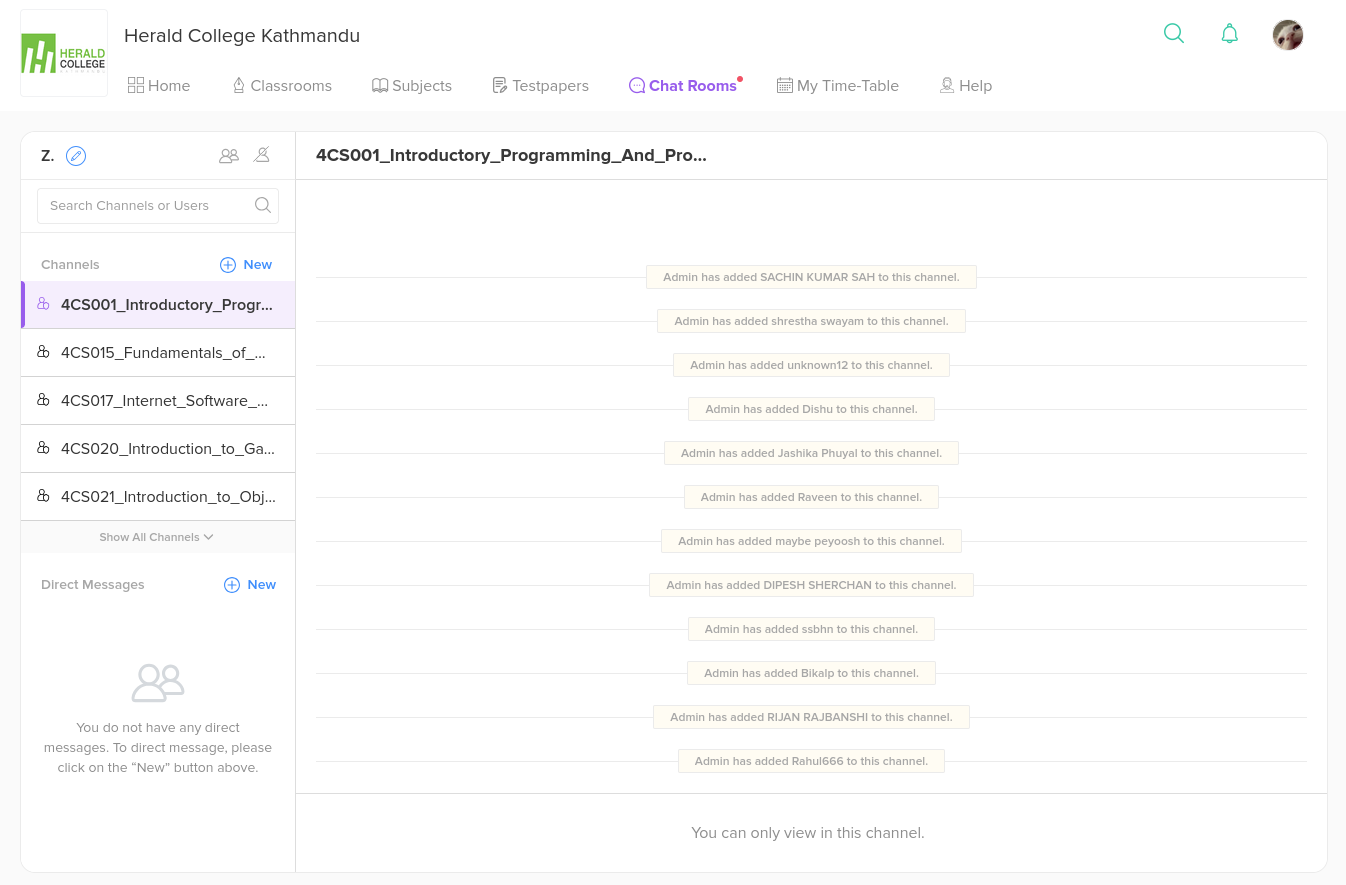 Herald College Kathmandu
HERALD
COLLEGE
KATHMANDU
Home
Classrooms
Subjects
Testpapers
Chat Rooms
My Time-Table
Help
Z.
4CS001_Introductory_Programming_And_Pro...
Search Channels or Users
Channels
New
4CS001_Introductory_Progr...
4CS015_Fundamentals_of_...
4CS017_Internet_Software_...
4CS020_Introduction_to_Ga...
4CS021_Introduction_to_Obj...
Show All Channels
Direct Messages
New
You do not have any direct
messages. To direct message, please
click on the “New” button above.
Admin has added SACHIN KUMAR SAH to this channel.
Admin has added shrestha swayam to this channel.
Admin has added unknown12 to this channel.
Admin has added Dishu to this channel.
Admin has added Jashika Phuyal to this channel.
Admin has added Raveen to this channel.
Admin has added maybe peyoosh to this channel.
Admin has added DIPESH SHERCHAN to this channel.
Admin has added ssbhn to this channel.
Admin has added Bikalp to this channel.
Admin has added RIJAN RAJBANSHI to this channel.
Admin has added Rahul666 to this channel.
You can only view in this channel.